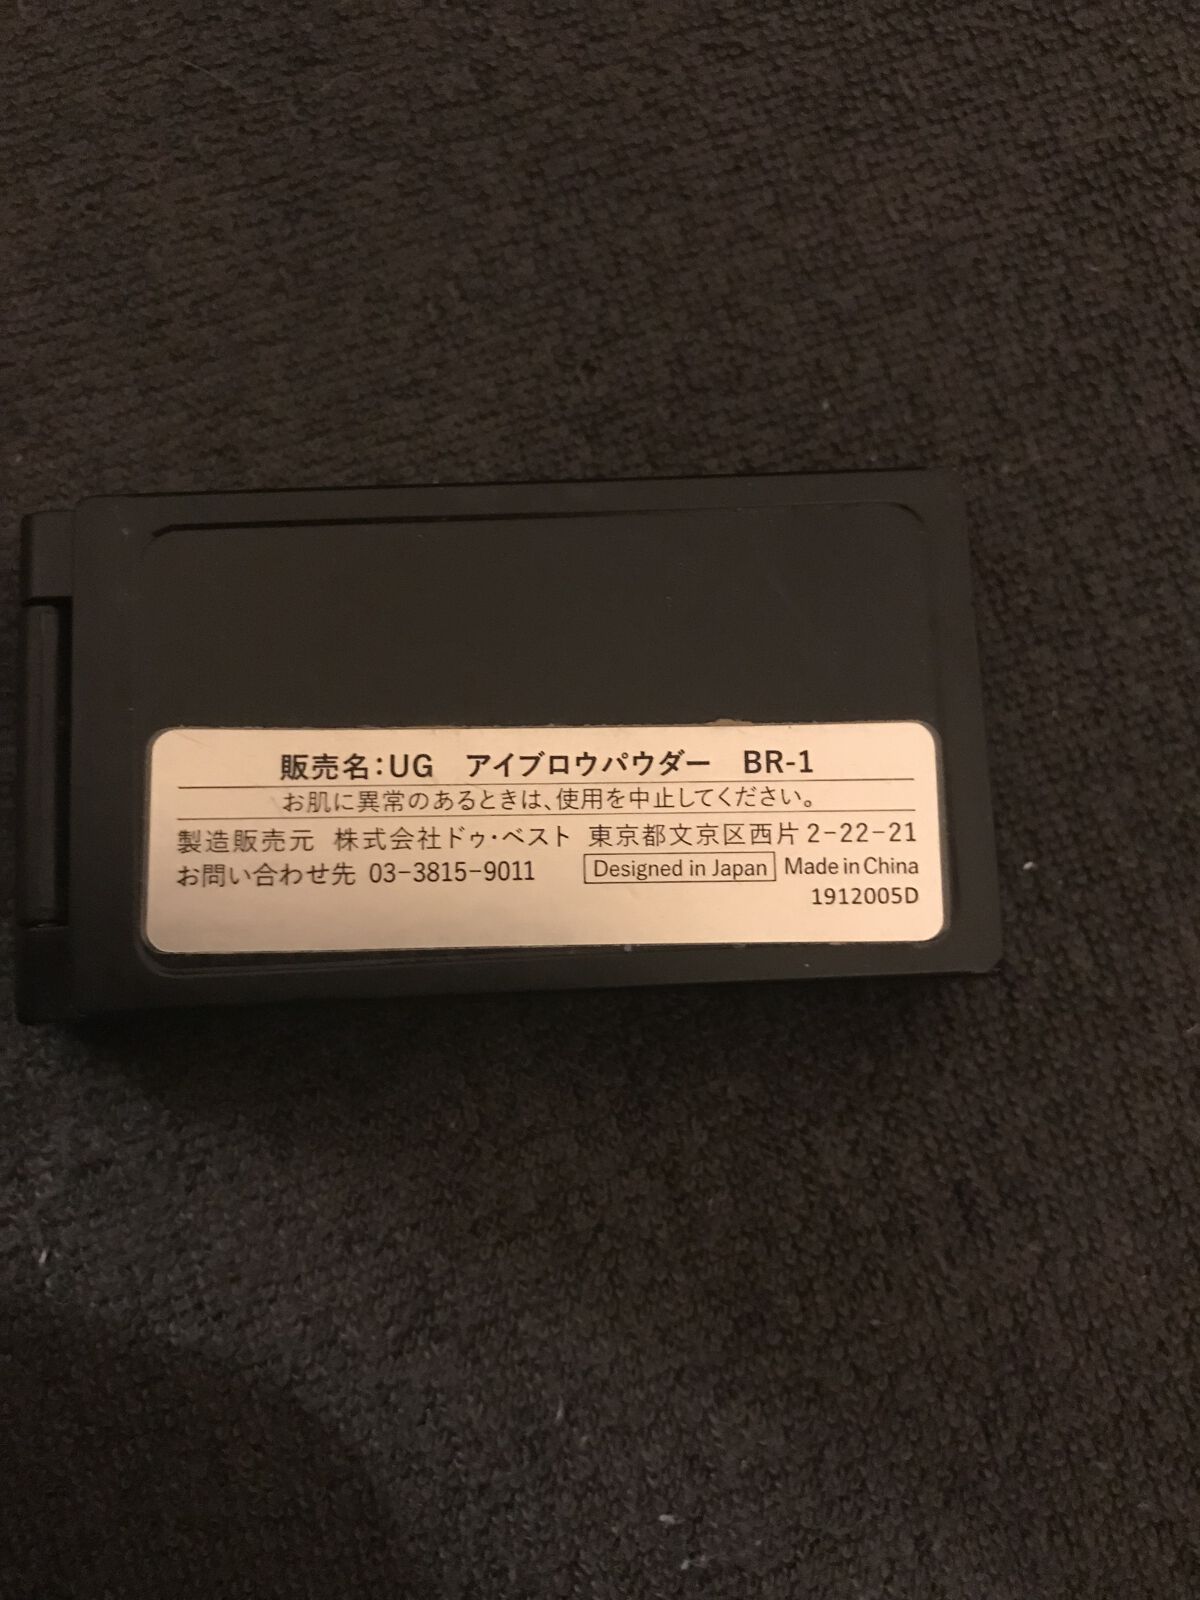 販売名:UG アイブロウパウダー BR-1
お肌に異常のあるときは、使用を中止してください。
製造販売元 株式会社ドゥ・ベスト 東京都文京区西片2-22-21
お問い合わせ先 03-3815-9011 Designed in Japan Made in China
1912005D